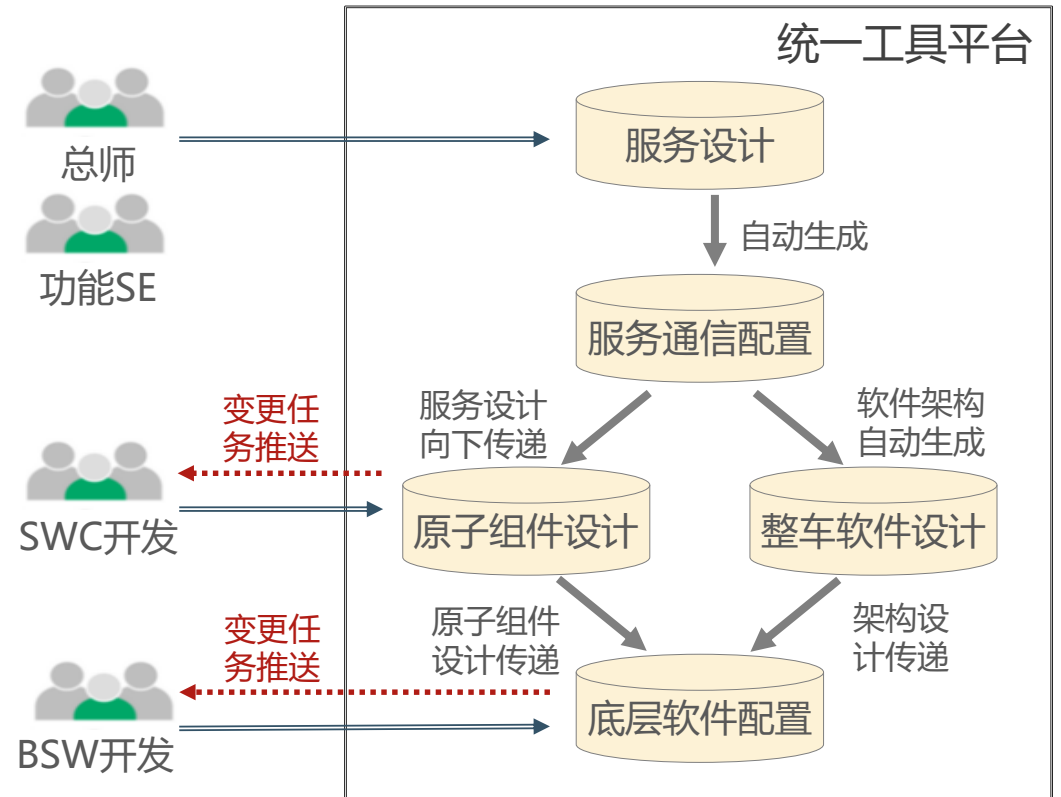 统一工具平台
总师
服务设计
自动生成
功能SE
服务通信配置
变更任
务推送
服务设计
向下传递
软件架构
自动生成
SWC开发
原子组件设计
整车软件设计
变更任
务推送
原子组件
设计传递
架构设
计传递
BSW开发
底层软件配置